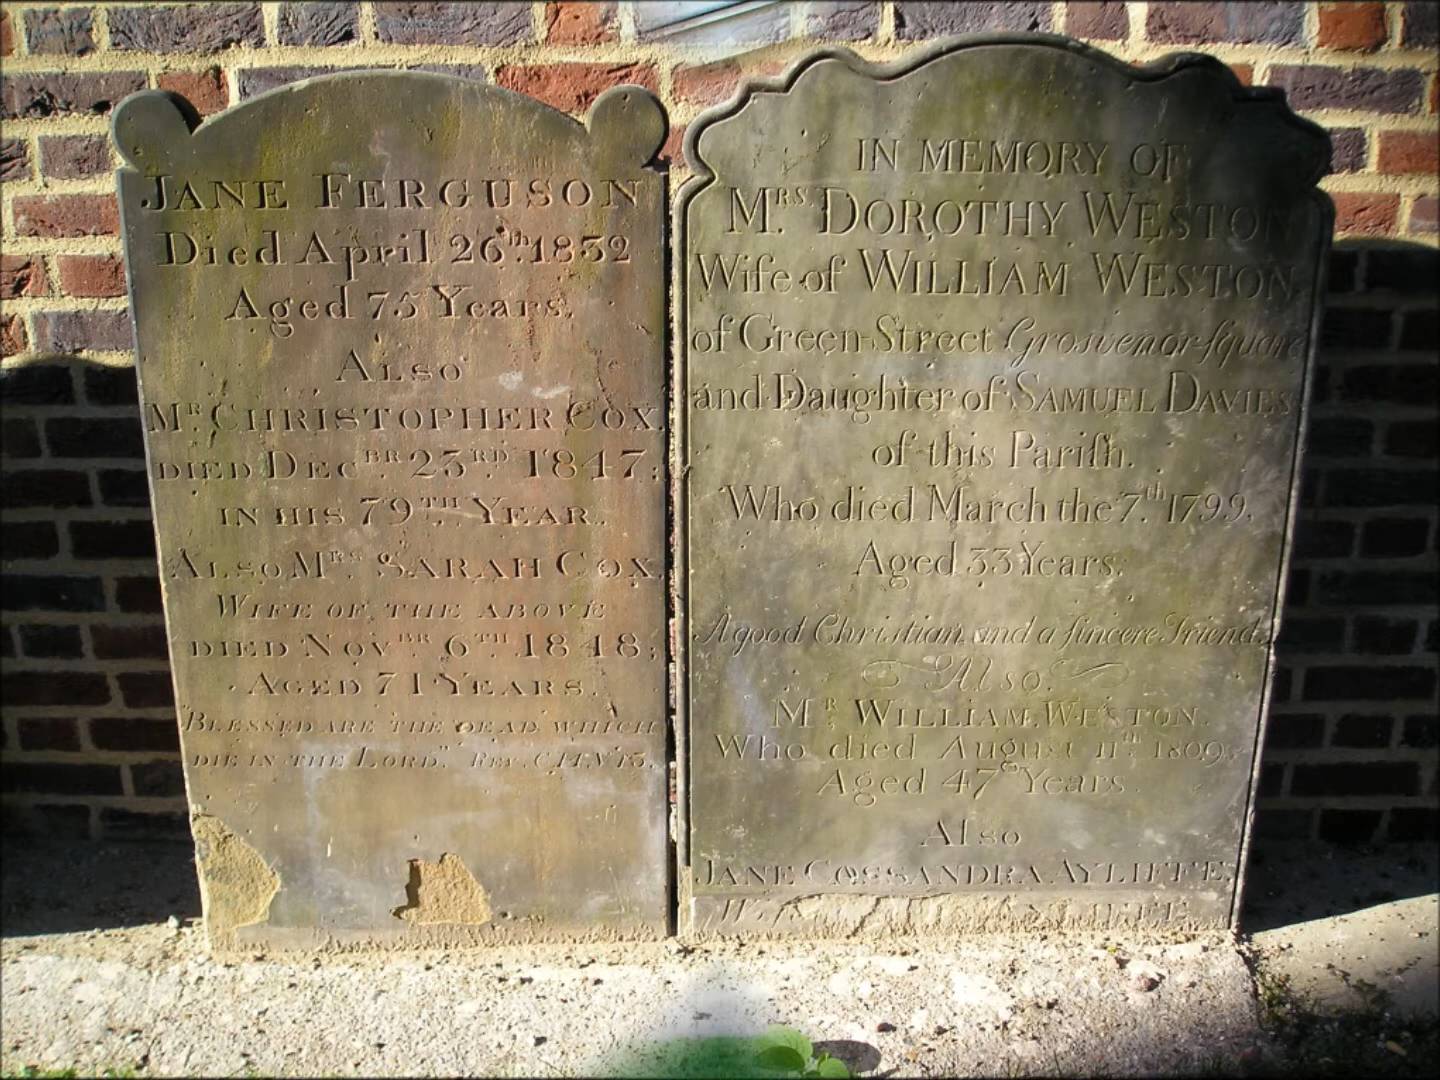 JANE FERGUSON
Died April 26th 1832
Aged 75 Years.
ALSO
MR CHRISTOPHER COX.
DIED DECBR 23RD 1847;
IN HIS 79TH YEAR.
ALSO MRS SARAH COX.
WIFE OF THE ABOVE
DIED NOVBR 6TH 1848;
AGED 71 YEARS.
BLESSED ARE THE DEAD WHICH
DIE IN THE LORD." REV.
IN MEMORY OF
MRS. DOROTHY WESTON
Wife of WILLIAM WESTON
of Green-Street Grosvenor-ſquare
and Daughter of SAMUEL DAVIES
of this Pariſh.
Who died March the 7th 1799.
Aged 33 Years.
A good Christian, and a ſincere Friend.
Also.
MR WILLIAM WESTON.
Who died August 11th 1809.
Aged 47 Years.
Also
JANE COSSANDRA AYLIFFE